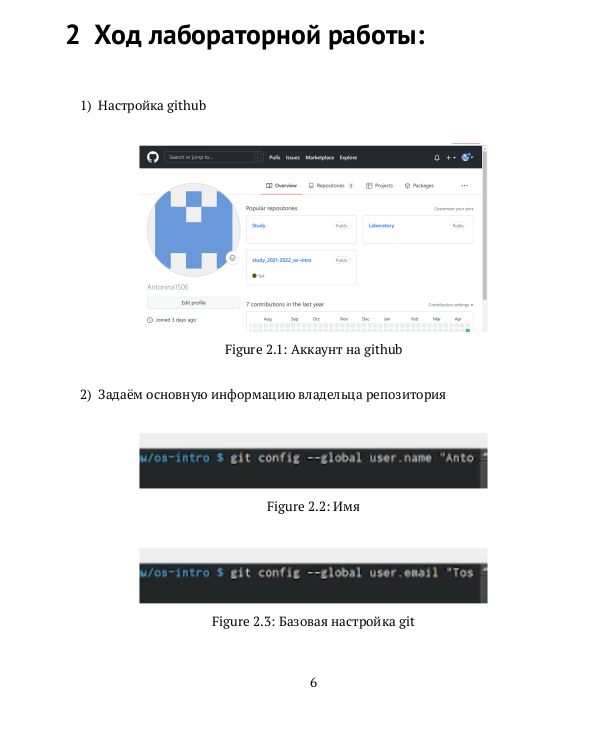 2 Ход лабораторной работы:
1) Настройка github
Search or jump to... /
Pulls Issues Marketplace Explore
Overview Repositories 3 Projects Packages
Popular repositories
Customize your pins
Study Public
Laboratory Public
study_2021-2022_os-intro Public
Antonina1506
Edit profile
7 contributions in the last year
Contribution settings
Joined 3 days ago
Aug Sep Oct Nov Dec Jan Feb Mar Apr
Figure 2.1: Аккаунт на github
2) Задаём основную информацию владельца репозитория
w/os-intro $ git config --global user.name "Anto
Figure 2.2: Имя
w/os-intro $ git config --global user.email "Tos
Figure 2.3: Базовая настройка git
6